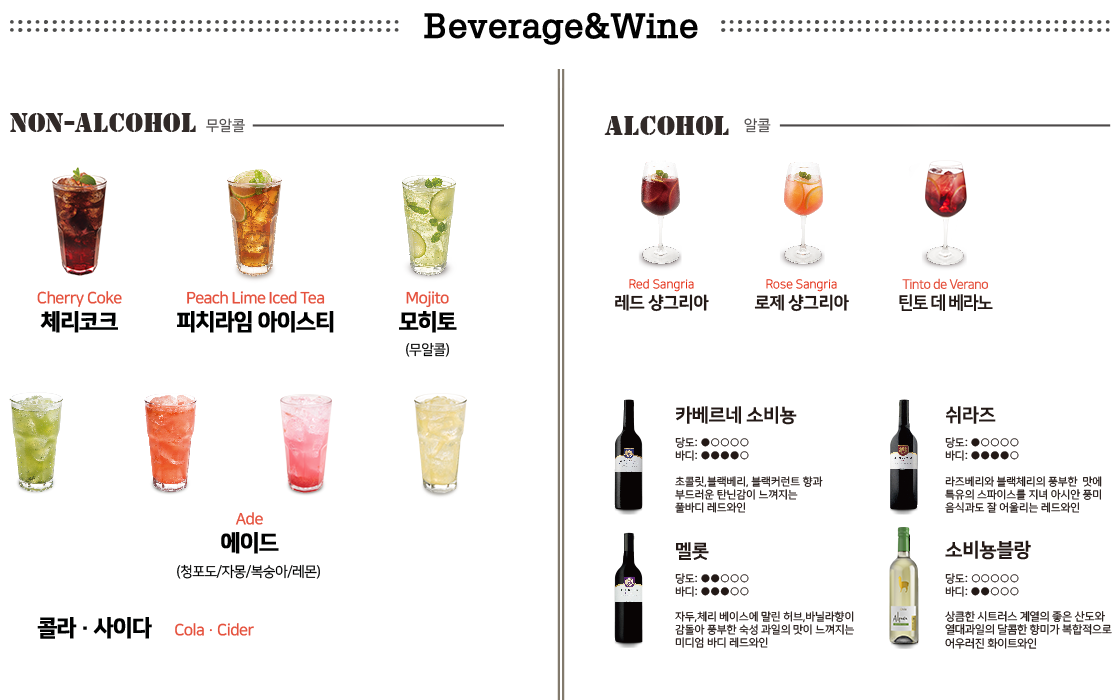 Beverage&Wine
NON-ALCOHOL 무알콜
Cherry Coke
체리코크
Peach Lime Iced Tea
피치라임 아이스티
Mojito
모히토
(무알콜)
Ade
에이드
(청포도/자몽/복숭아/레몬)
콜라 · 사이다 Cola · Cider
ALCOHOL 알콜
Red Sangria
레드 샹그리아
Rose Sangria
로제 샹그리아
Tinto de Verano
틴토 데 베라노
카베르네 소비뇽
당도: ●○○○○
바디: ●●●●○
초콜릿,블랙베리, 블랙커런트 향과
부드러운 탄닌감이 느껴지는
풀바디 레드와인
쉬라즈
당도: ●○○○○
바디: ●●●●○
라즈베리와 블랙체리의 풍부한 맛에
특유의 스파이스를 지녀 아시안 풍미
음식과도 잘 어울리는 레드와인
멜롯
당도: ●●○○○
바디: ●●●○○
자두,체리 베이스에 말린 허브,바닐라향이
감돌아 풍부한 숙성 과일의 맛이 느껴지는
미디엄 바디 레드와인
소비뇽블랑
당도: ○○○○○
바디: ●●○○○
상큼한 시트러스 계열의 좋은 산도와
열대과일의 달콤한 향미가 복합적으로
어우러진 화이트와인